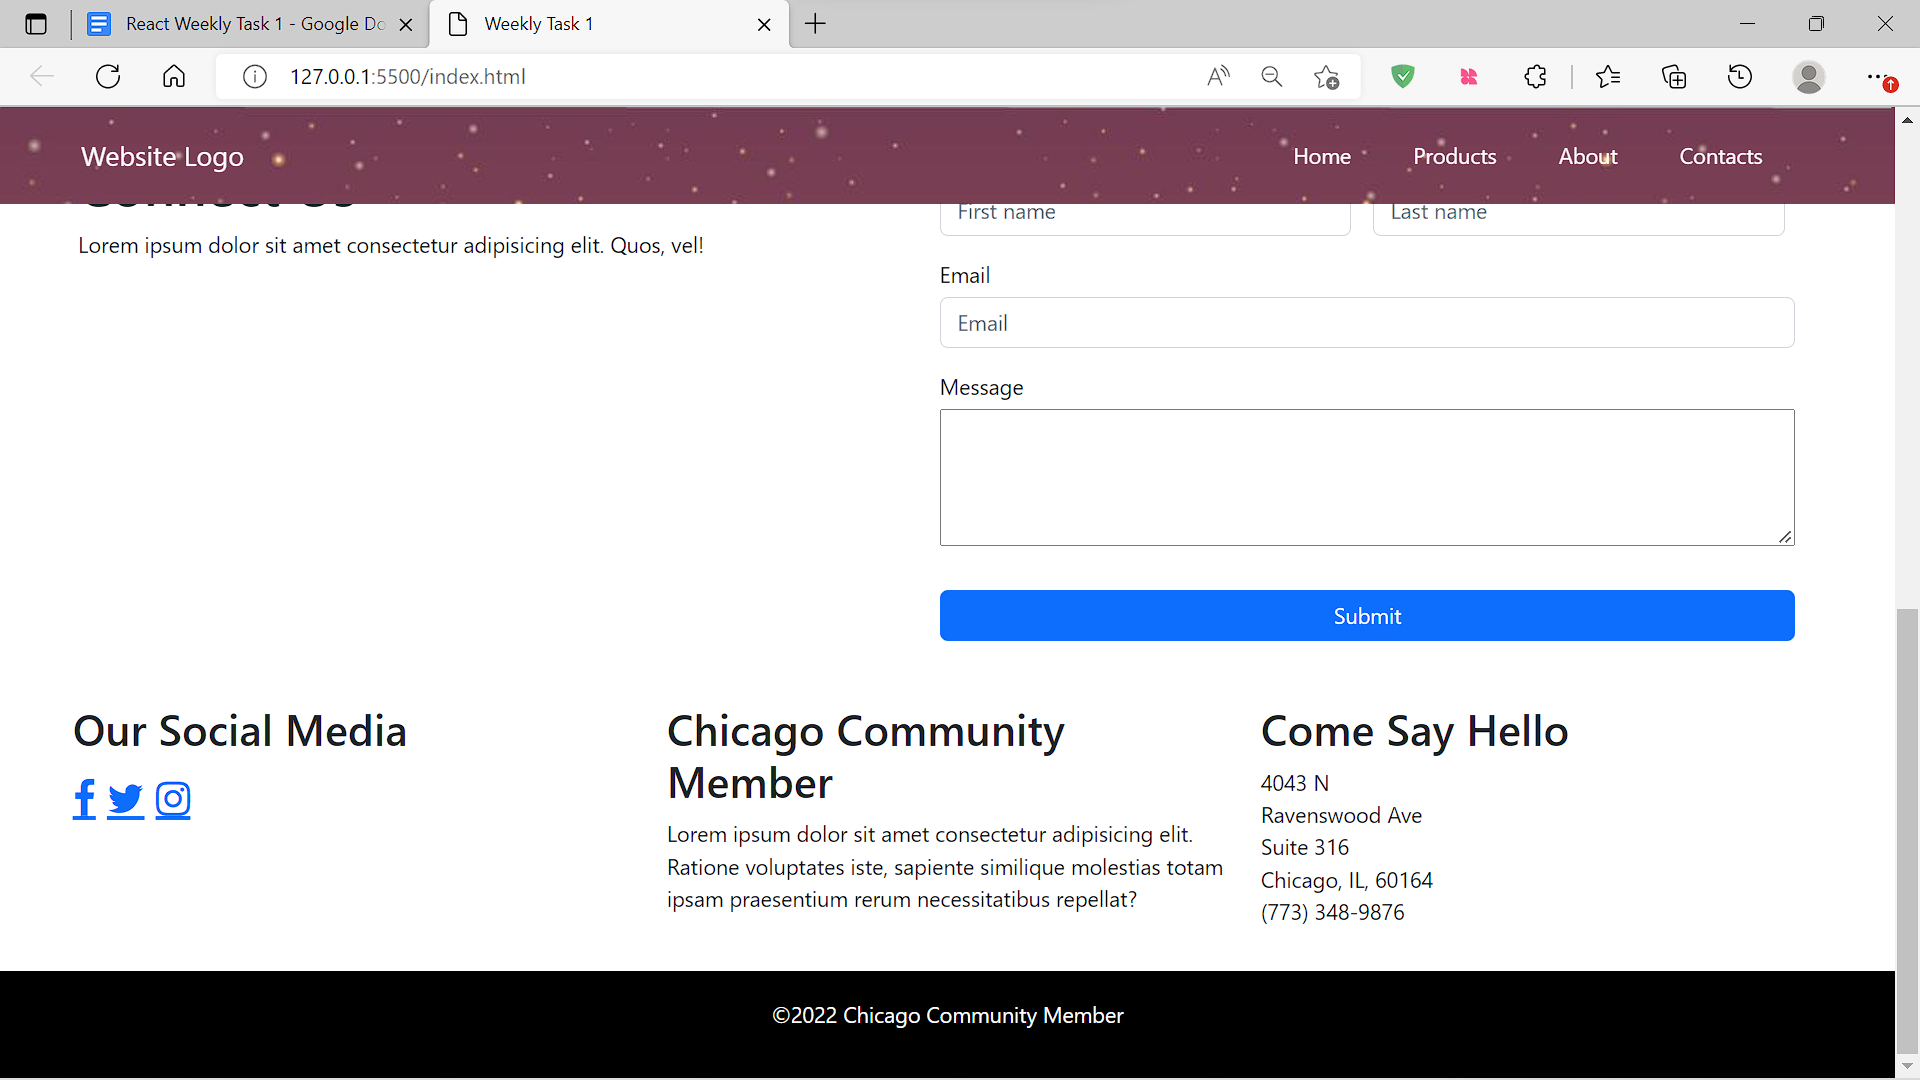 React Weekly Task 1 - Google Do
Weekly Task 1
127.0.0.1:5500/index.html
Website Logo
Home
Products
About
Contacts
Connect Us
Lorem ipsum dolor sit amet consectetur adipisicing elit. Quos, vel!
First name
Last name
Email
Email
Message
Submit
Our Social Media
Chicago Community
Member
Lorem ipsum dolor sit amet consectetur adipisicing elit.
Ratione voluptates iste, sapiente similique molestias totam
ipsam praesentium rerum necessitatibus repellat?
Come Say Hello
4043 N
Ravenswood Ave
Suite 316
Chicago, IL, 60164
(773) 348-9876
©2022 Chicago Community Member